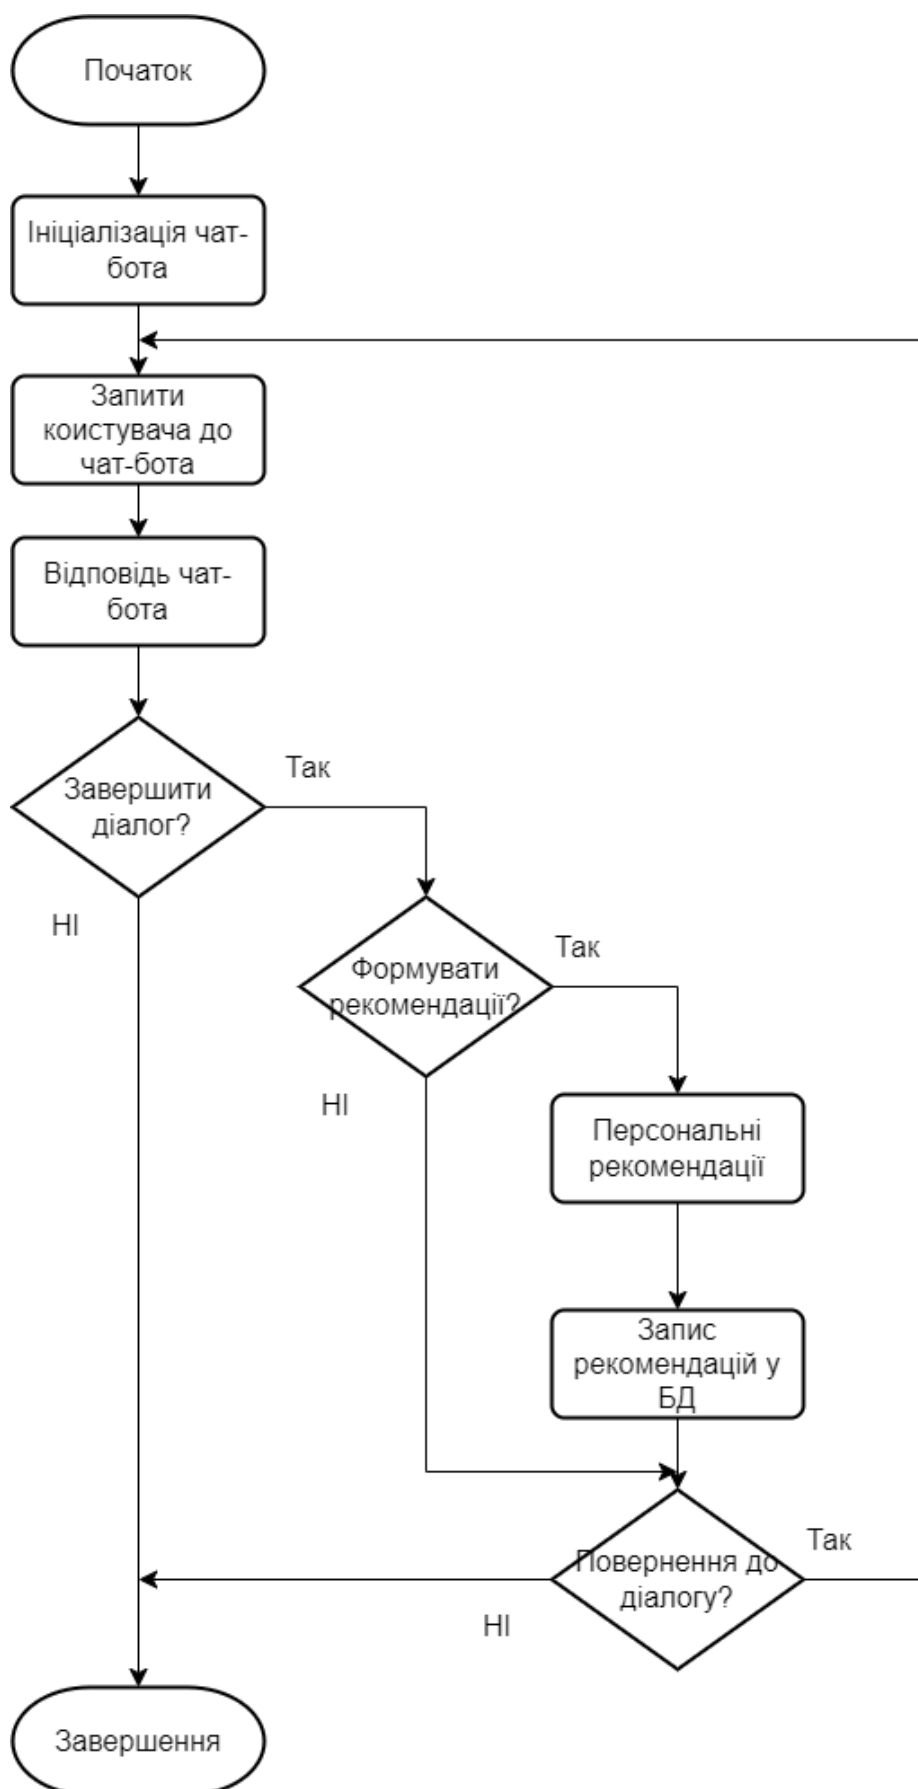 Початок
Ініціалізація чат-
бота
Запити
коистувача до
чат-бота
Відповідь чат-
бота
Завершити
діалог?
Так
НІ
Формувати
рекомендації?
Так
НІ
Персональні
рекомендації
Запис
рекомендацій у
БД
Повернення до
діалогу?
Так
НІ
Завершення